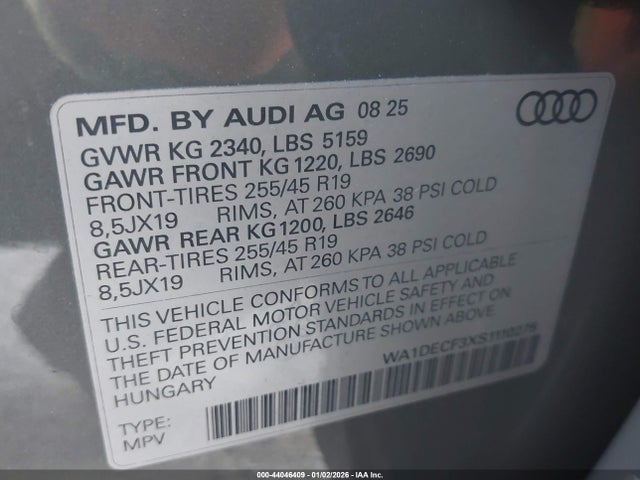 MFD. BY AUDI AG 08 25
GVWR KG 2340, LBS 5159
GAWR FRONT KG 1220, LBS 2690
FRONT-TIRES 255/45 R19
8,5JX19 RIMS, AT 260 KPA 38 PSI COLD
GAWR REAR KG 1200, LBS 2646
REAR-TIRES 255/45 R19
8,5JX19 RIMS, AT 260 KPA 38 PSI COLD
THIS VEHICLE CONFORMS TO ALL APPLICABLE
U.S. FEDERAL MOTOR VEHICLE SAFETY AND
THEFT PREVENTION STANDARDS IN EFFECT ON
THE DATE OF MANUFACTURE SHOWN ABOVE
HUNGARY
WA1DECF3XS1110275
TYPE:
MPV
000-44046409 | 01/02/2026 | IAA Inc.